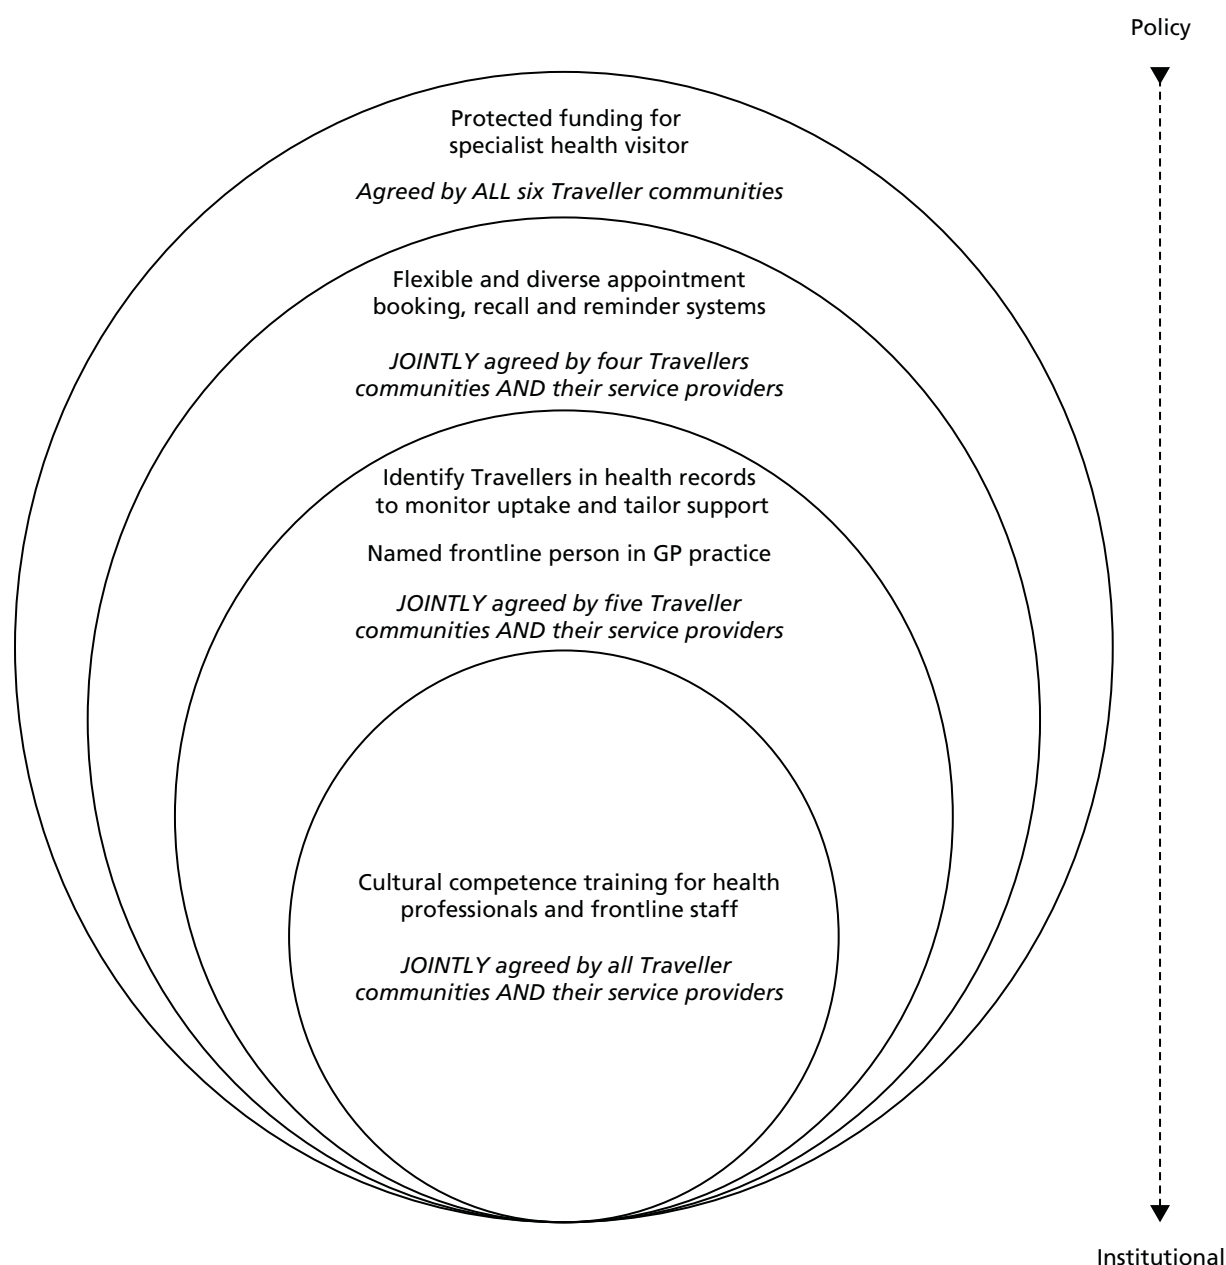 Policy
Protected funding for
specialist health visitor
Agreed by ALL six Traveller communities
Flexible and diverse appointment
booking, recall and reminder systems
JOINTLY agreed by four Travellers
communities AND their service providers
Identify Travellers in health records
to monitor uptake and tailor support
Named frontline person in GP practice
JOINTLY agreed by five Traveller
communities AND their service providers
Cultural competence training for health
professionals and frontline staff
JOINTLY agreed by all Traveller
communities AND their service providers
Institutional